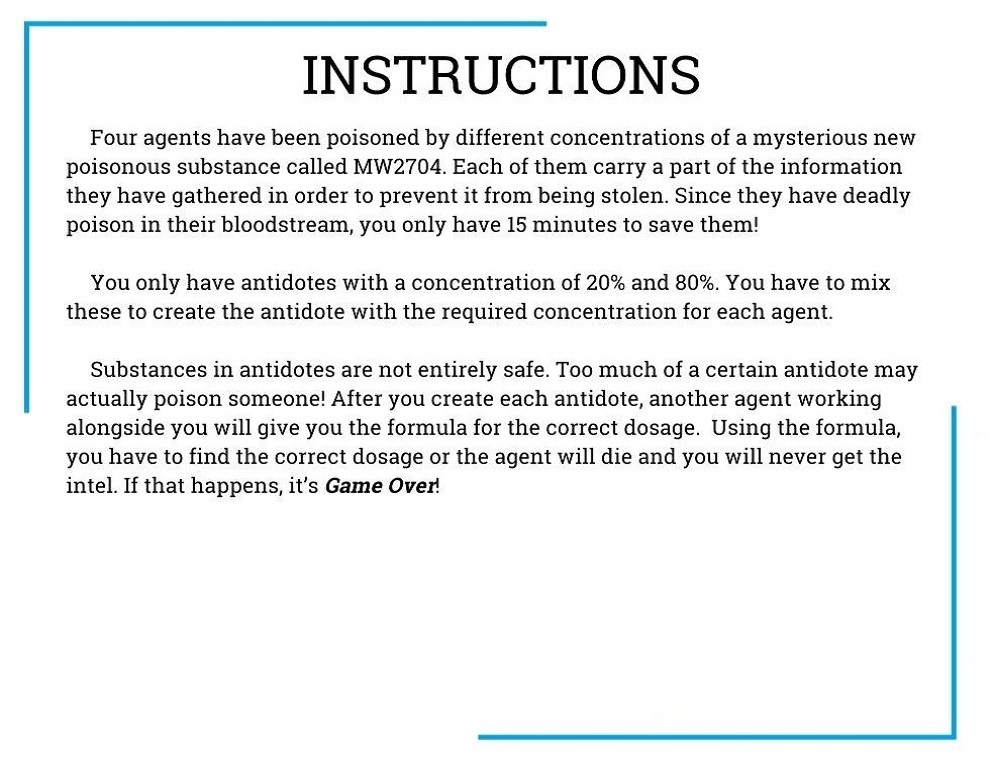 INSTRUCTIONS
Four agents have been poisoned by different concentrations of a mysterious new
poisonous substance called MW2704. Each of them carry a part of the information
they have gathered in order to prevent it from being stolen. Since they have deadly
poison in their bloodstream, you only have 15 minutes to save them!
You only have antidotes with a concentration of 20% and 80%. You have to mix
these to create the antidote with the required concentration for each agent.
Substances in antidotes are not entirely safe. Too much of a certain antidote may
actually poison someone! After you create each antidote, another agent working
alongside you will give you the formula for the correct dosage.  Using the formula,
you have to find the correct dosage or the agent will die and you will never get the
intel. If that happens, it’s Game Over!